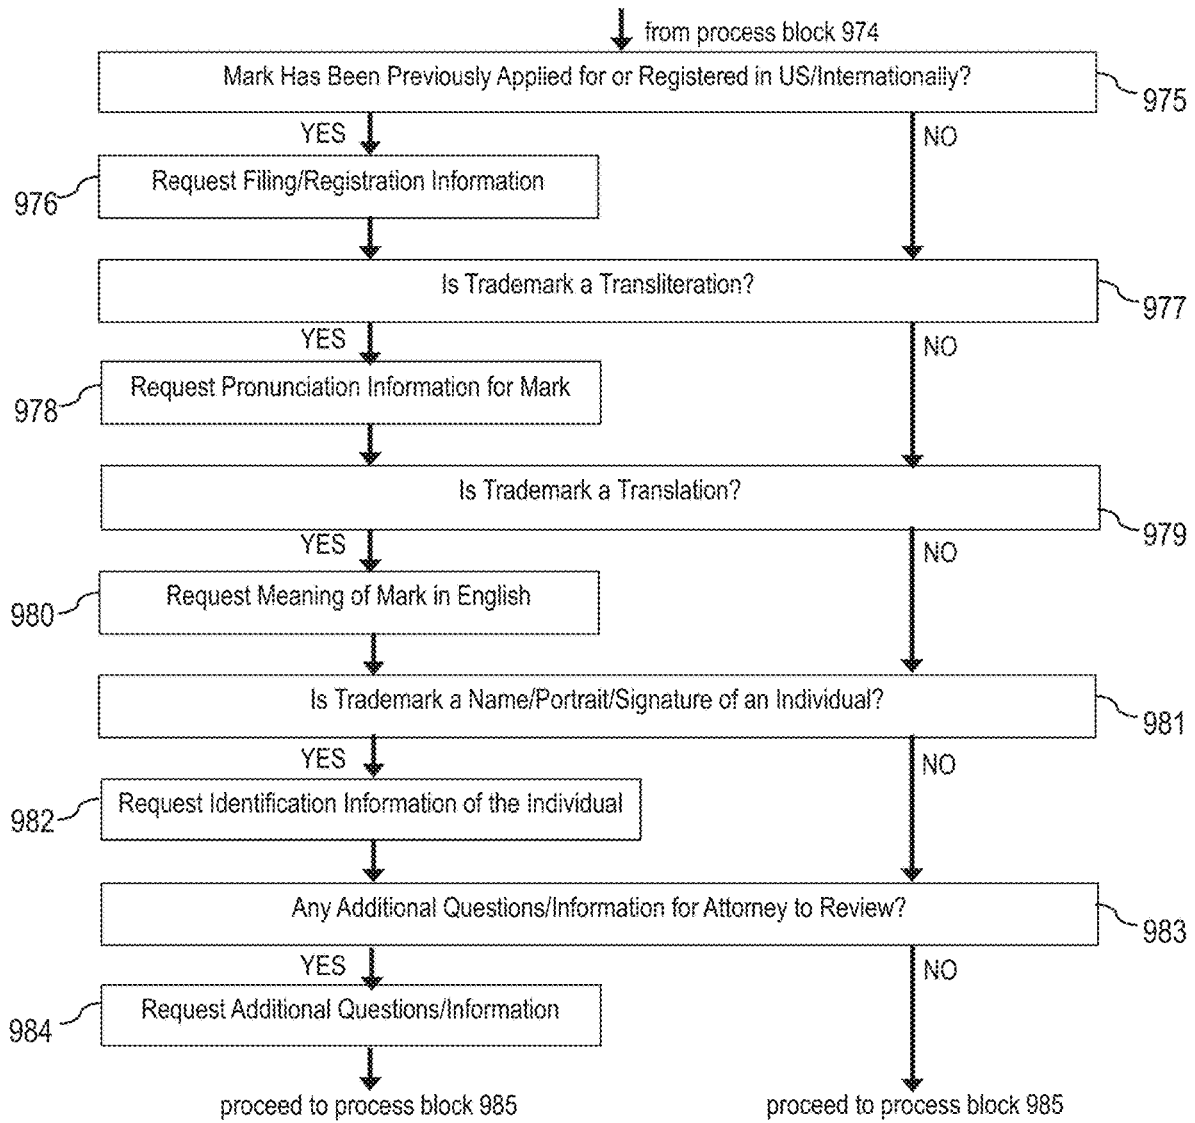 from process block 974
Mark Has Been Previously Applied for or Registered in US/Internationally?
975
YES
NO
Request Filing/Registration Information
976
Is Trademark a Transliteration?
977
YES
NO
Request Pronunciation Information for Mark
978
Is Trademark a Translation?
979
YES
NO
Request Meaning of Mark in English
980
Is Trademark a Name/Portrait/Signature of an Individual?
981
YES
NO
Request Identification Information of the Individual
982
Any Additional Questions/Information for Attorney to Review?
983
YES
NO
Request Additional Questions/Information
984
proceed to process block 985
proceed to process block 985